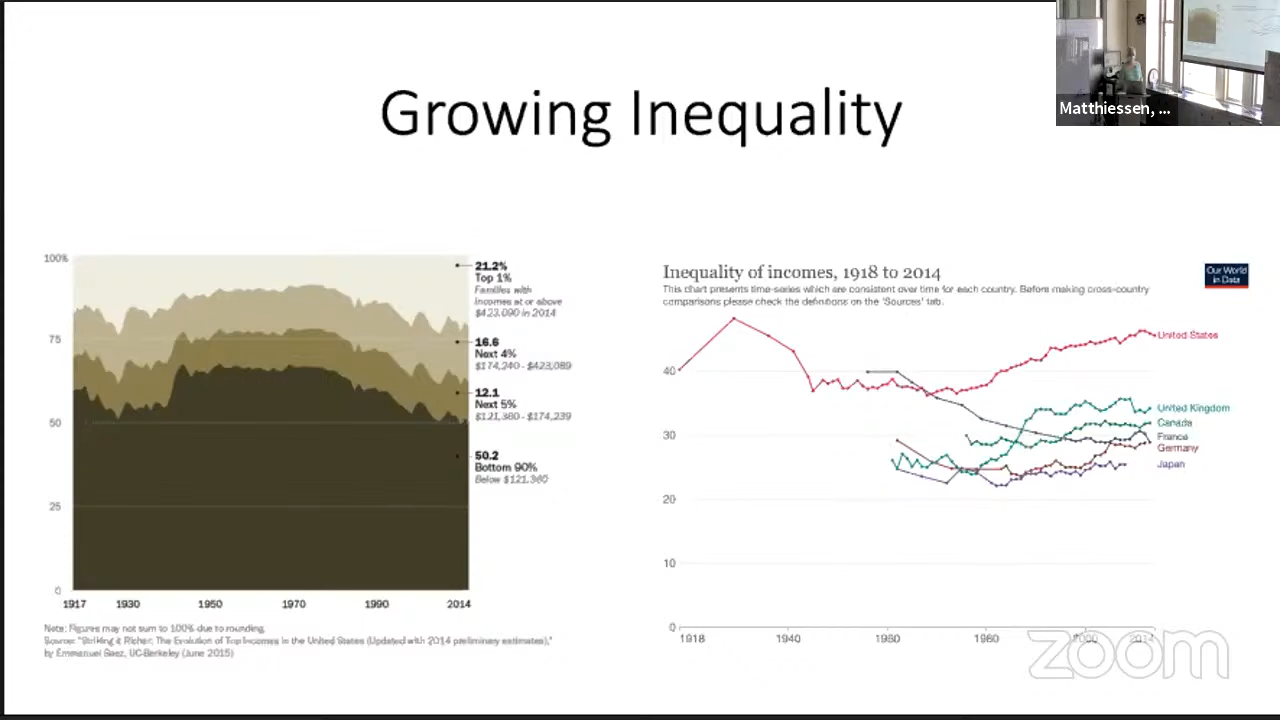 Growing Inequality
Matthiessen, ...
100%
75
50
25
0
1917 1930 1950 1970 1990 2014
21.2%
Top 1%
Families with
incomes at or above
$423,090 in 2014
16.6
Next 4%
$174,240 - $423,089
12.1
Next 5%
$121,360 - $174,239
50.2
Bottom 90%
Below $121,360
Note: Figures may not sum to 100% due to rounding.
Source: "Striking it Richer: The Evolution of Top Incomes in the United States (Updated with 2014 preliminary estimates),"
by Emmanuel Saez, UC-Berkeley (June 2015)
Inequality of incomes, 1918 to 2014
This chart presents time-series which are consistent over time for each country. Before making cross-country
comparisons please check the definitions on the 'Sources' tab.
Our World
in Data
40
30
20
10
0
United States
United Kingdom
Canada
France
Germany
Japan
1918 1940 1960 1980 2000 2014
zoom